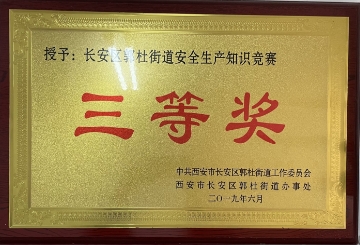 授予：长安区郭杜街道安全生产知识竞赛
三等奖
中共西安市长安区郭杜街道工作委员会
西安市长安区郭杜街道办事处
二〇一九年六月